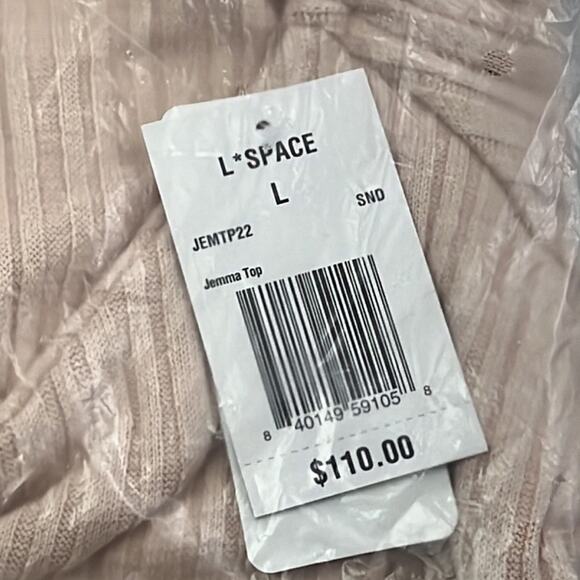 L*SPACE
L
SND
JEMTP22
Jemma Top
8 40149 59105 8
$110.00